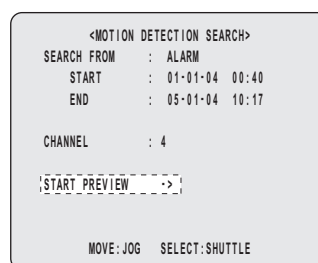 <MOTION DETECTION SEARCH>
SEARCH FROM : ALARM
START : 01-01-04 00:40
END : 05-01-04 10:17
CHANNEL : 4
START PREVIEW ->
MOVE:JOG SELECT:SHUTTLE